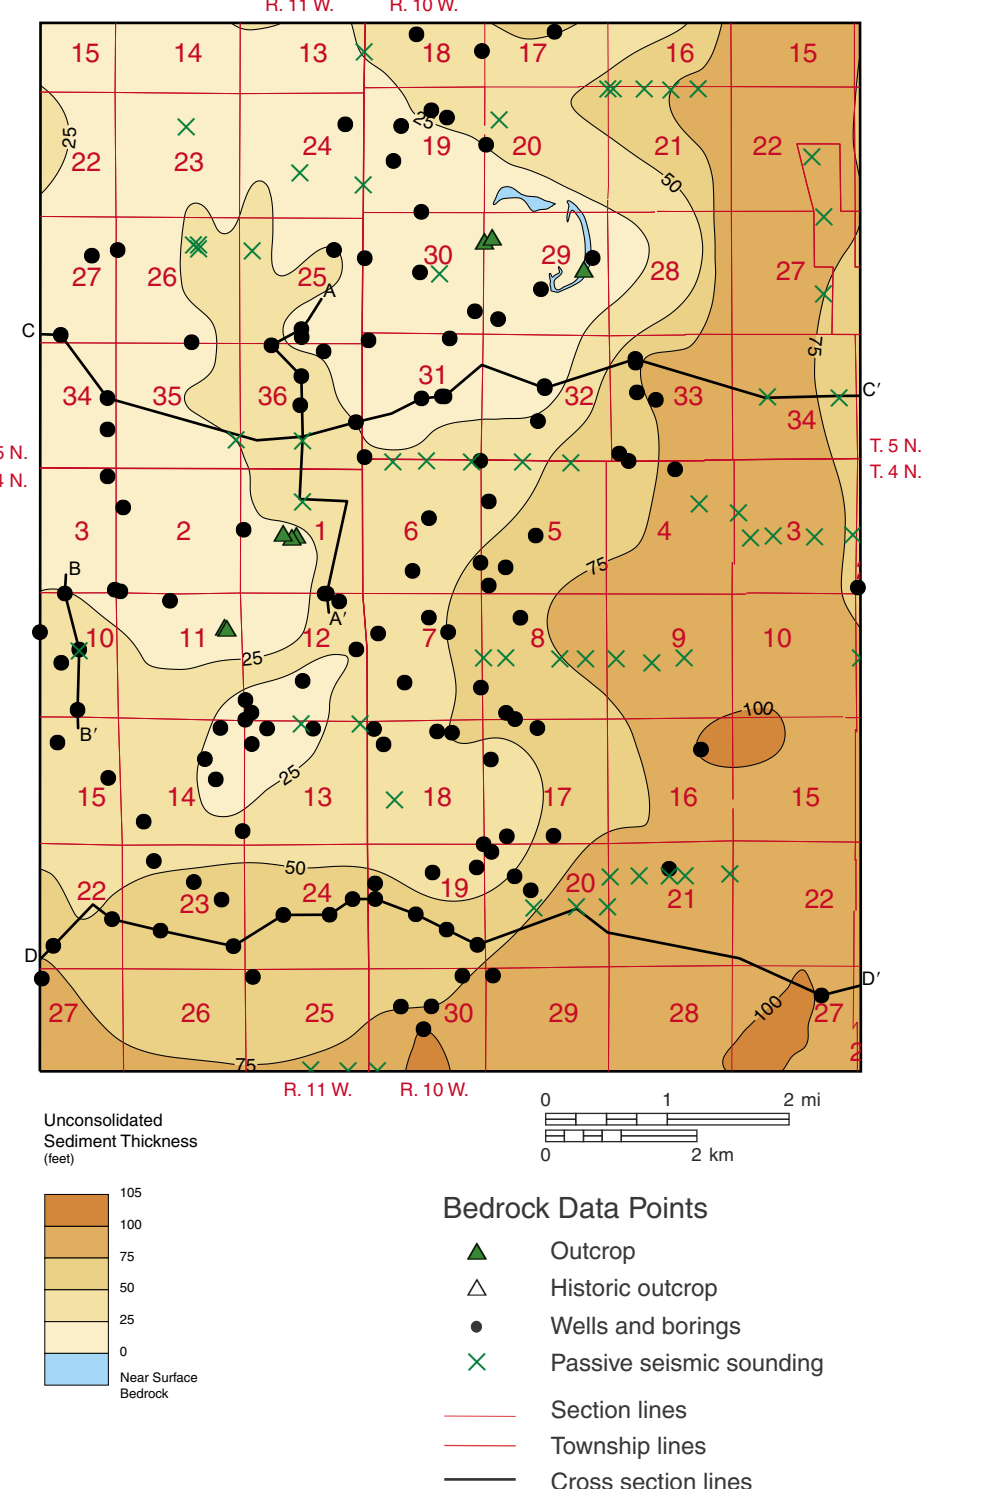 R. 11 W. R. 10 W.
15 14 13 18 17 16 15
25 25
22 23 24 19 20 21 22
50
27 26 25 30 29 28 27
A
C
75
34 35 36 31 32 33 34
C′
5 N. T. 5 N.
4 N. T. 4 N.
3 2 1 6 5 4 3
75
B
A′
10 11 12 7 8 9 10
25
100
B′
25
15 14 13 18 17 16 15
50
22 23 24 19 20 21 22
D
D′
100
27 26 25 30 29 28 27
75
2
R. 11 W. R. 10 W.
0 1 2 mi
0 2 km
Unconsolidated
Sediment Thickness
(feet)
105
100
75
50
25
0
Near Surface
Bedrock
Bedrock Data Points
Outcrop
Historic outcrop
Wells and borings
Passive seismic sounding
Section lines
Township lines
Cross section lines